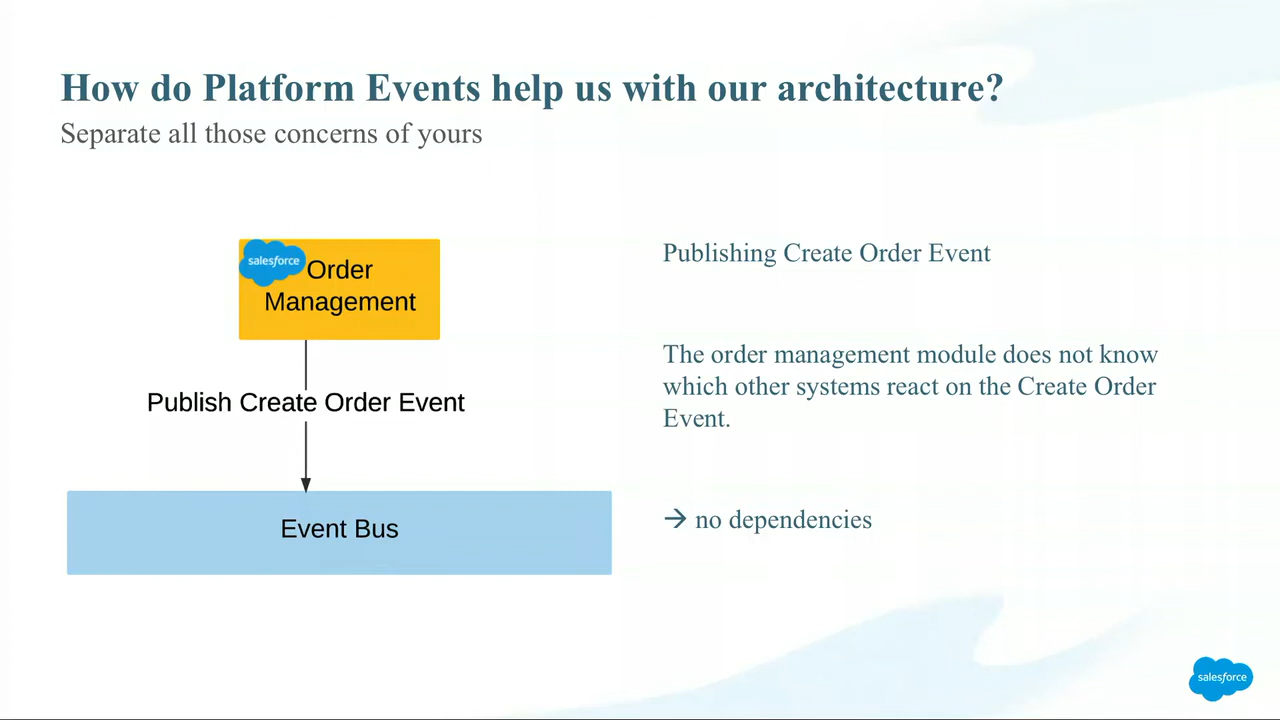 How do Platform Events help us with our architecture?
Separate all those concerns of yours
salesforce
Order
Management
Publish Create Order Event
Event Bus
Publishing Create Order Event
The order management module does not know
which other systems react on the Create Order
Event.
→ no dependencies
salesforce